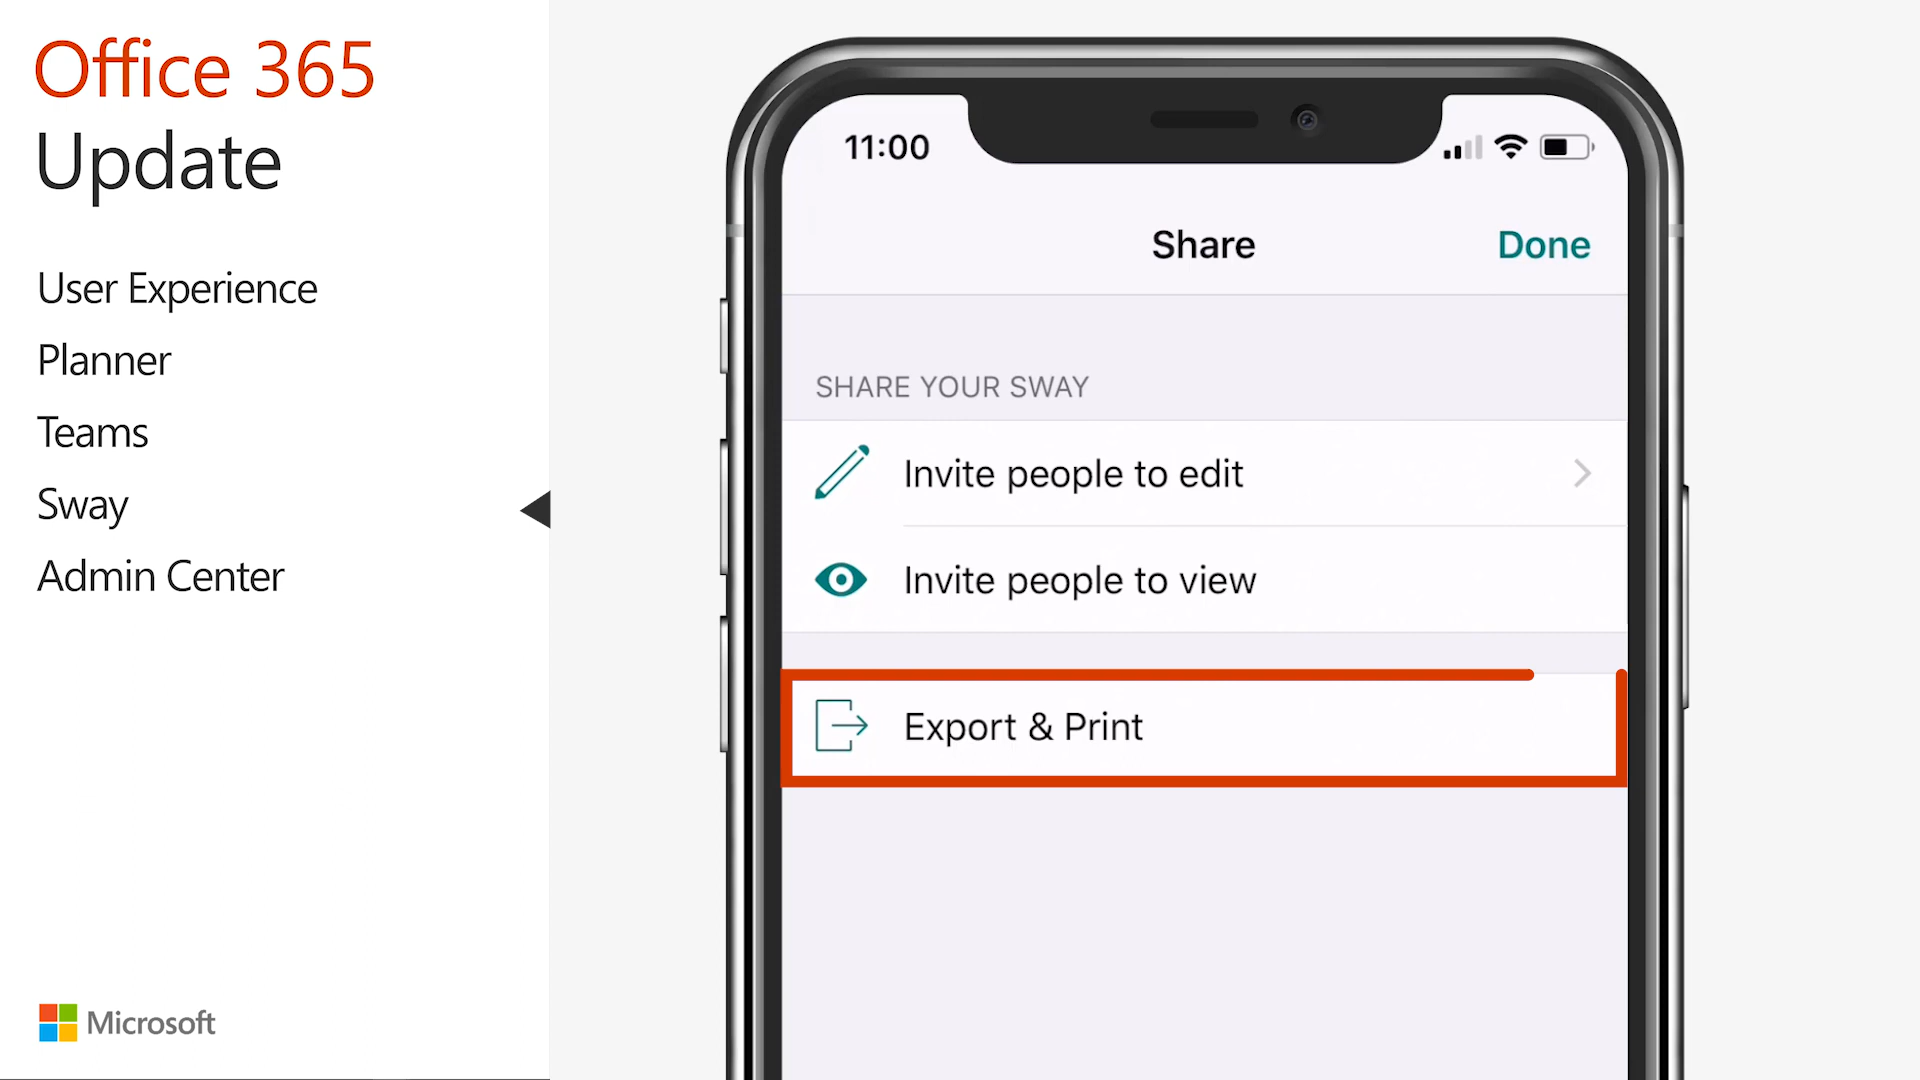 Office 365
Update
User Experience
Planner
Teams
Sway
Admin Center
Microsoft
11:00
Share
Done
SHARE YOUR SWAY
Invite people to edit
Invite people to view
Export & Print